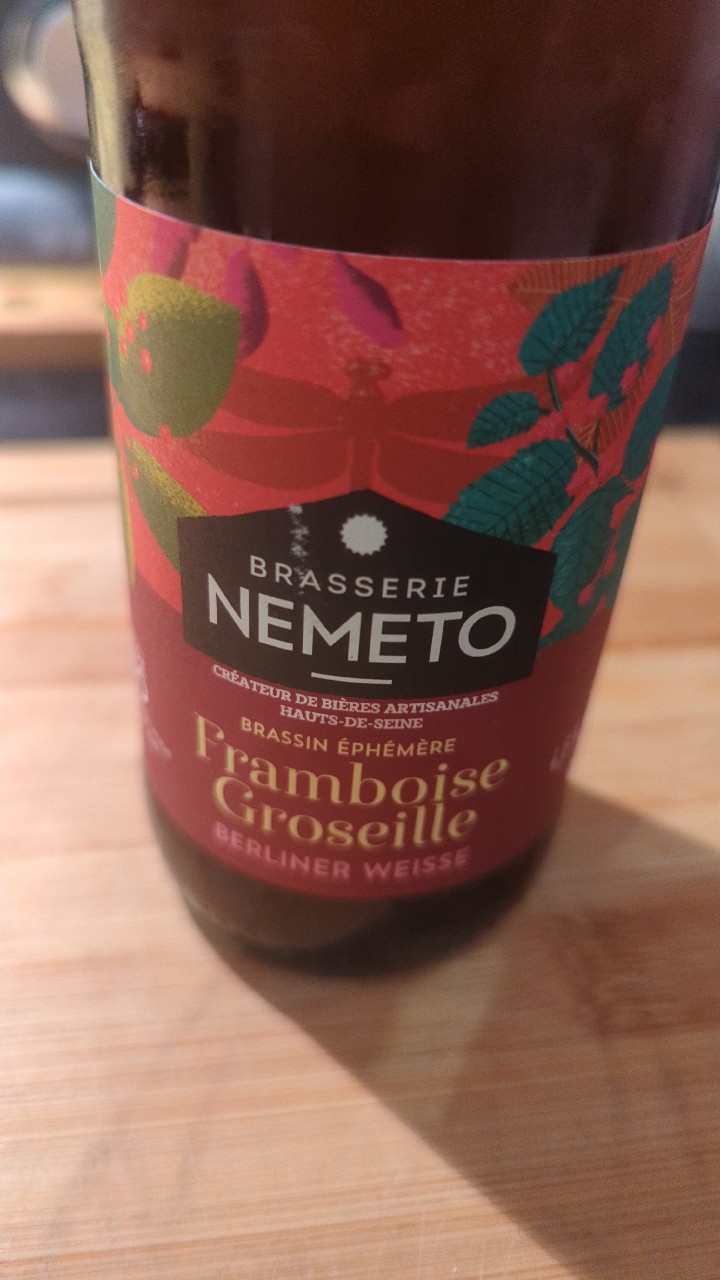 BRASSERIE
NEMETO
CRÉATEUR DE BIÈRES ARTISANALES
HAUTS-DE-SEINE
BRASSIN ÉPHÉMÈRE
Framboise
Groseille
BERLINER WEISSE